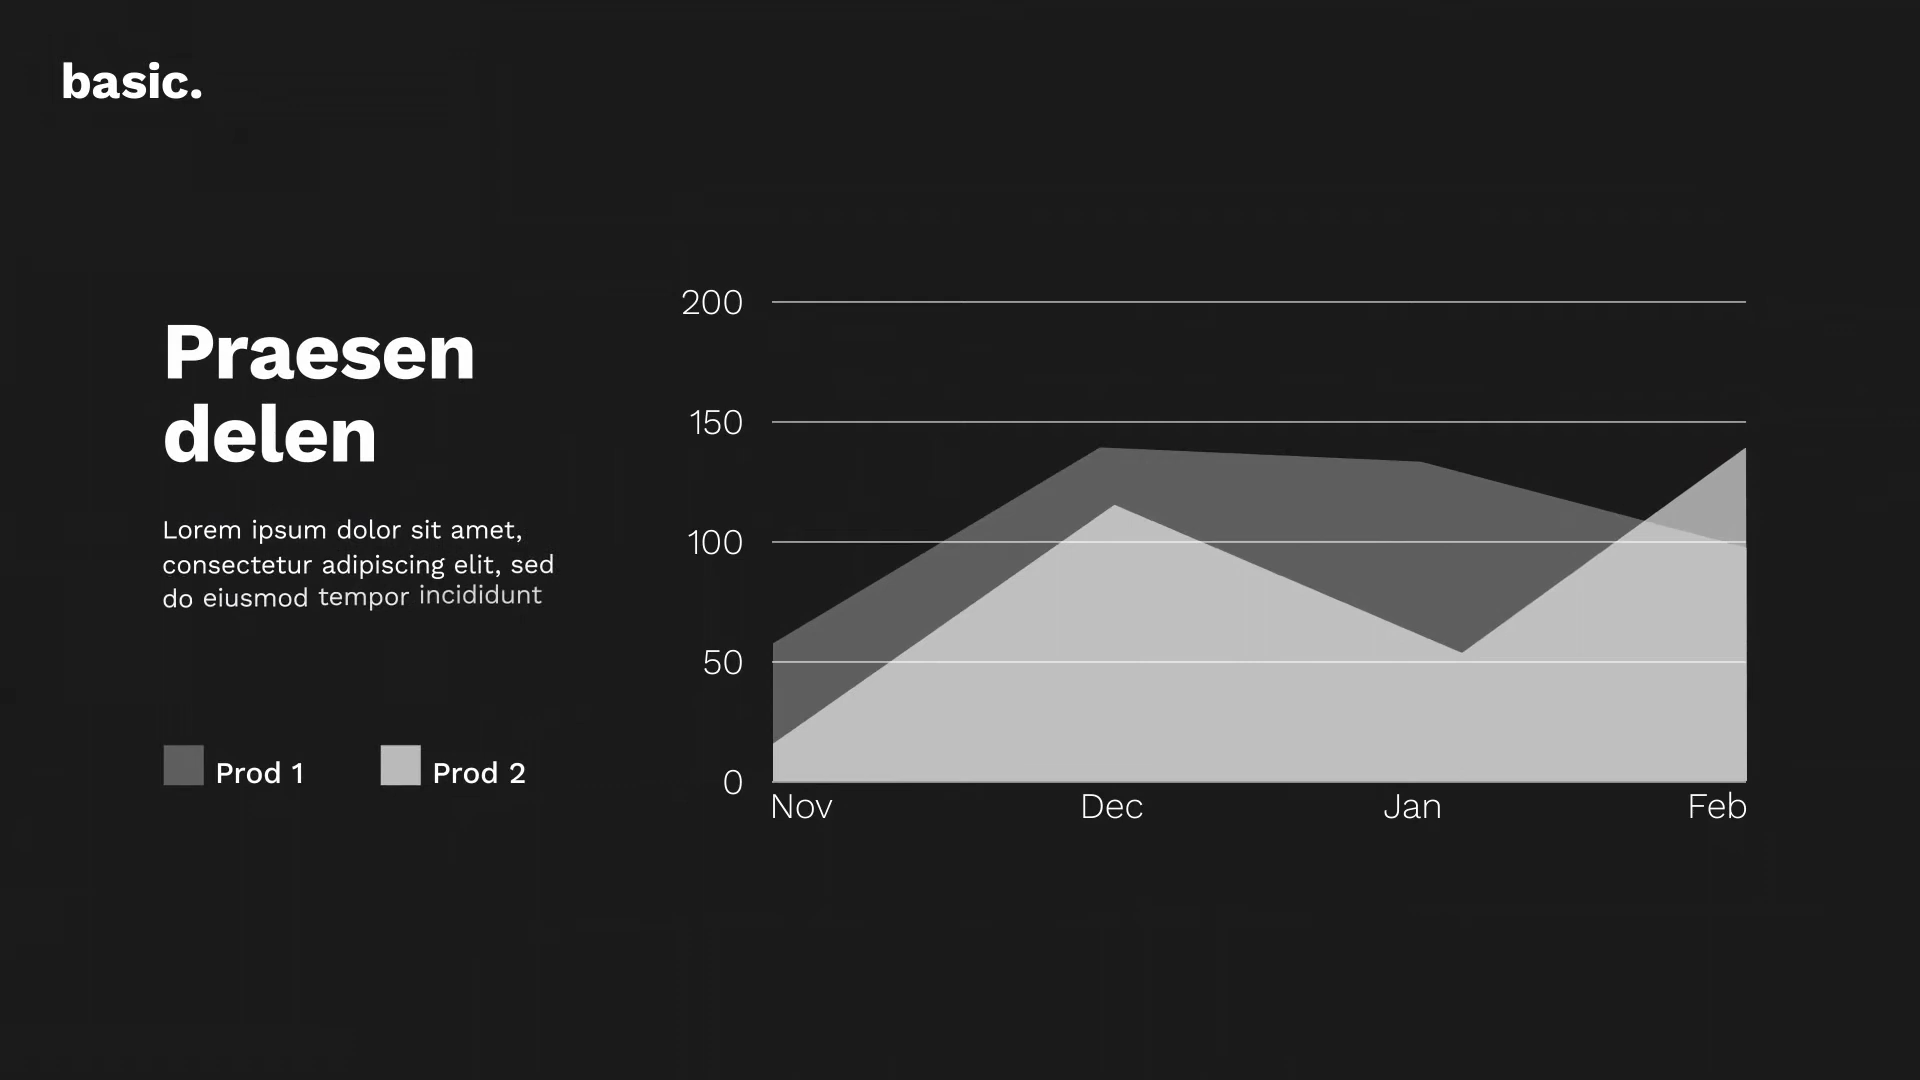 basic.
Praesen
delen
Lorem ipsum dolor sit amet,
consectetur adipiscing elit, sed
do eiusmod tempor incididunt
Prod 1
Prod 2
200
150
100
50
0
Nov
Dec
Jan
Feb